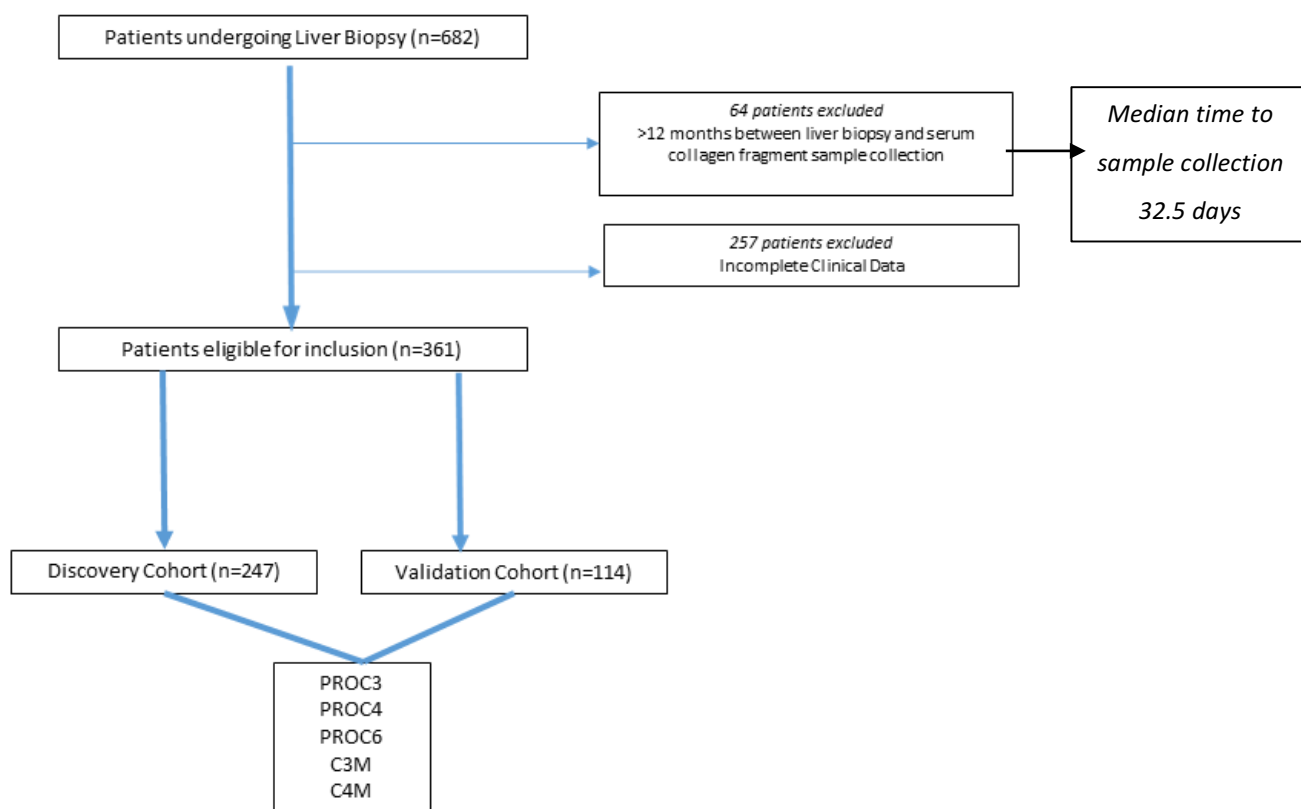 Patients undergoing Liver Biopsy (n=682)
64 patients excluded
>12 months between liver biopsy and serum
collagen fragment sample collection
Median time to
sample collection
32.5 days
257 patients excluded
Incomplete Clinical Data
Patients eligible for inclusion (n=361)
Discovery Cohort (n=247)
Validation Cohort (n=114)
PROC3
PROC4
PROC6
C3M
C4M